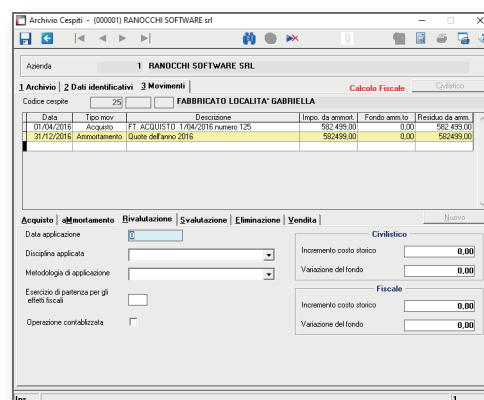 Archivio Cespiti - (000001) RANOCCHI SOFTWARE srl
Azienda 1 RANOCCHI SOFTWARE SRL
1 Archivio 2 Dati identificativi 3 Movimenti Calcolo Fiscale Civilistico
Codice cespite 25 FABBRICATO LOCALITA' GABRIELLA
Data Tipo mov Descrizione Impo. da ammort. Fondo amm.to Residuo da amm.
01/04/2016 Acquisto FT. ACQUISTO 1/04/2016 numero 125 582.499,00 0,00 582.499,00
31/12/2016 Ammortamento Quote dell'anno 2016 582499,00 0,00 582499,00
Acquisto aMmortamento Rivalutazione Svalutazione Eliminazione Vendita Nuovo
Data applicazione 0 Civilistico
Disciplina applicata Incremento costo storico 0,00
Metodologia di applicazione Variazione del fondo 0,00
Esercizio di partenza per gli
effetti fiscali
Fiscale
Incremento costo storico 0,00
Operazione contabilizzata Variazione del fondo 0,00
Ins 1